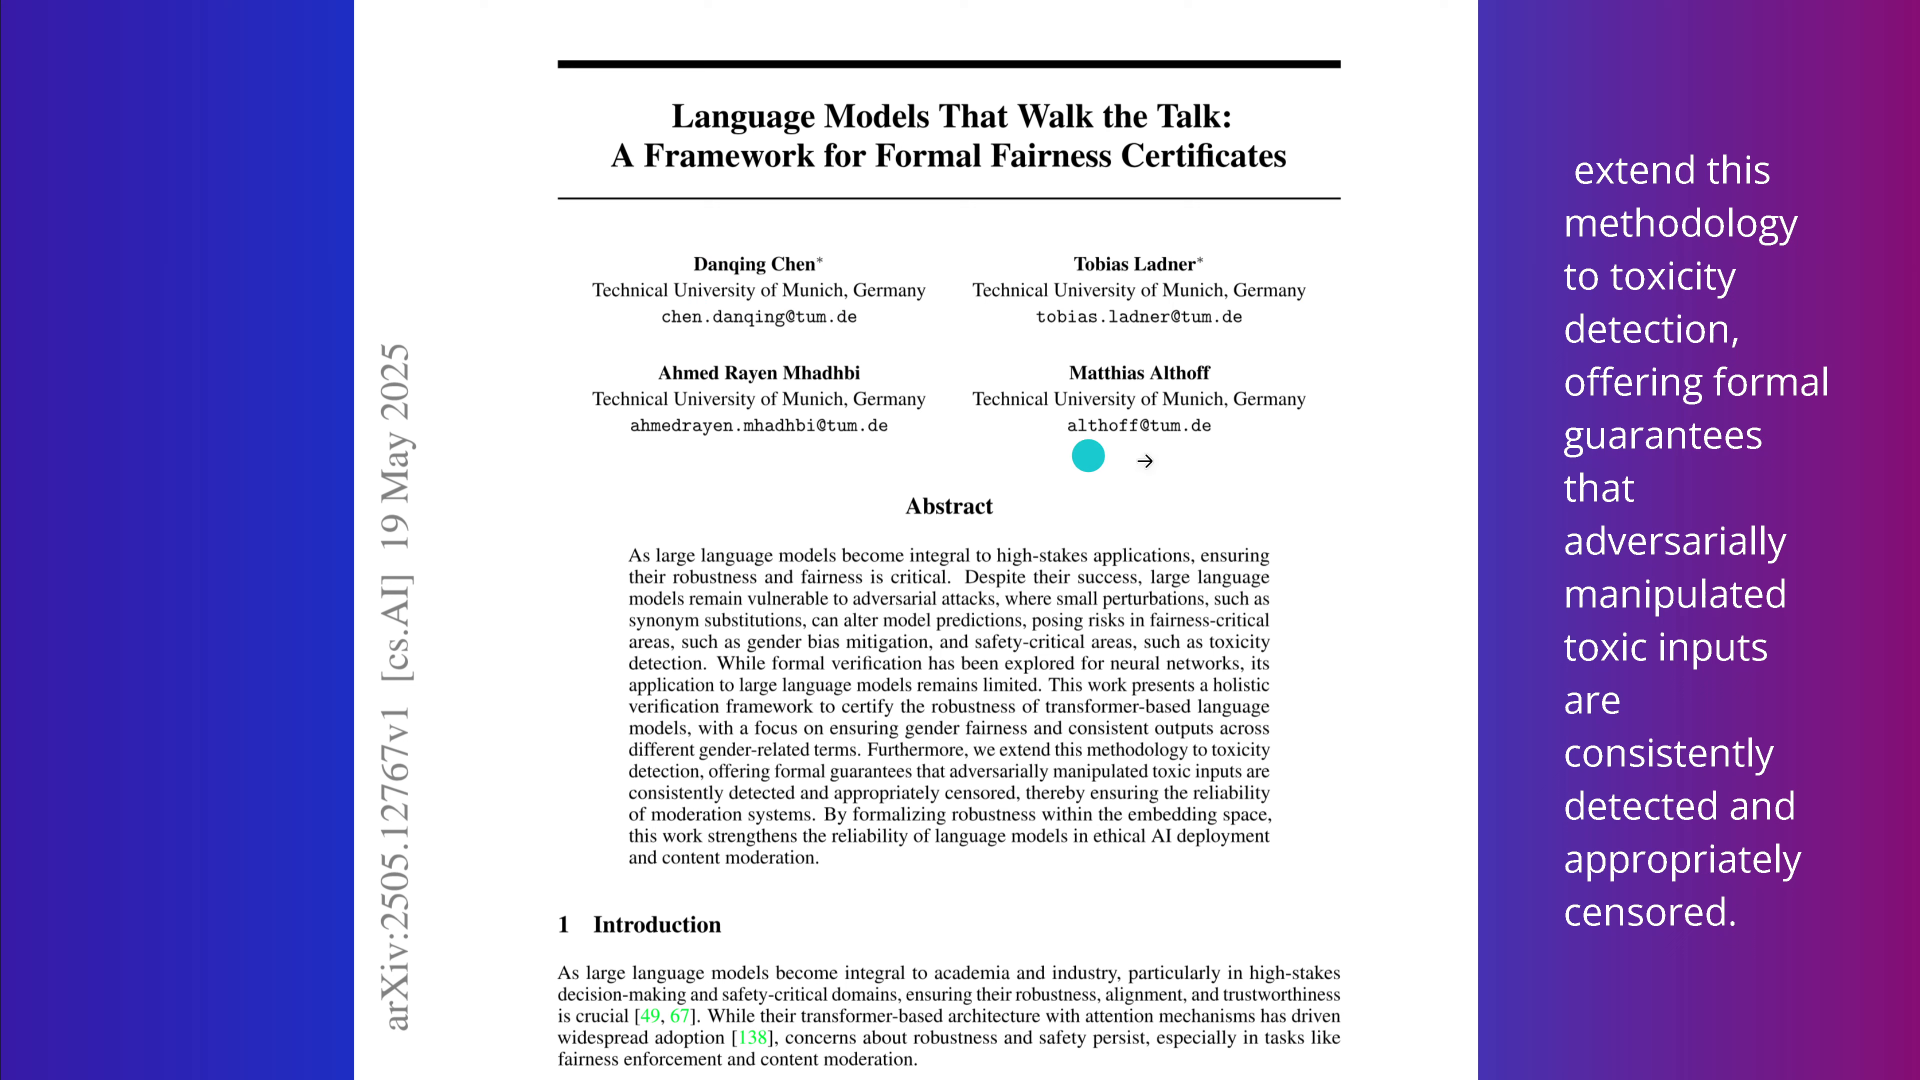 Language Models That Walk the Talk:
A Framework for Formal Fairness Certificates
Danqing Chen*
Technical University of Munich, Germany
chen.danqing@tum.de
Tobias Ladner*
Technical University of Munich, Germany
tobias.ladner@tum.de
Ahmed Rayen Mhadhbi
Technical University of Munich, Germany
ahmedrayen.mhadhbi@tum.de
Matthias Althoff
Technical University of Munich, Germany
althoff@tum.de
→
Abstract
As large language models become integral to high-stakes applications, ensuring
their robustness and fairness is critical. Despite their success, large language
models remain vulnerable to adversarial attacks, where small perturbations, such as
synonym substitutions, can alter model predictions, posing risks in fairness-critical
areas, such as gender bias mitigation, and safety-critical areas, such as toxicity
detection. While formal verification has been explored for neural networks, its
application to large language models remains limited. This work presents a holistic
verification framework to certify the robustness of transformer-based language
models, with a focus on ensuring gender fairness and consistent outputs across
different gender-related terms. Furthermore, we extend this methodology to toxicity
detection, offering formal guarantees that adversarially manipulated toxic inputs are
consistently detected and appropriately censored, thereby ensuring the reliability
of moderation systems. By formalizing robustness within the embedding space,
this work strengthens the reliability of language models in ethical AI deployment
and content moderation.
1 Introduction
As large language models become integral to academia and industry, particularly in high-stakes
decision-making and safety-critical domains, ensuring their robustness, alignment, and trustworthiness
is crucial [49, 67]. While their transformer-based architecture with attention mechanisms has driven
widespread adoption [138], concerns about robustness and safety persist, especially in tasks like
fairness enforcement and content moderation.
arXiv:2505.12767v1 [cs.AI] 19 May 2025
extend this
methodology
to toxicity
detection,
offering formal
guarantees
that
adversarially
manipulated
toxic inputs
are
consistently
detected and
appropriately
censored.